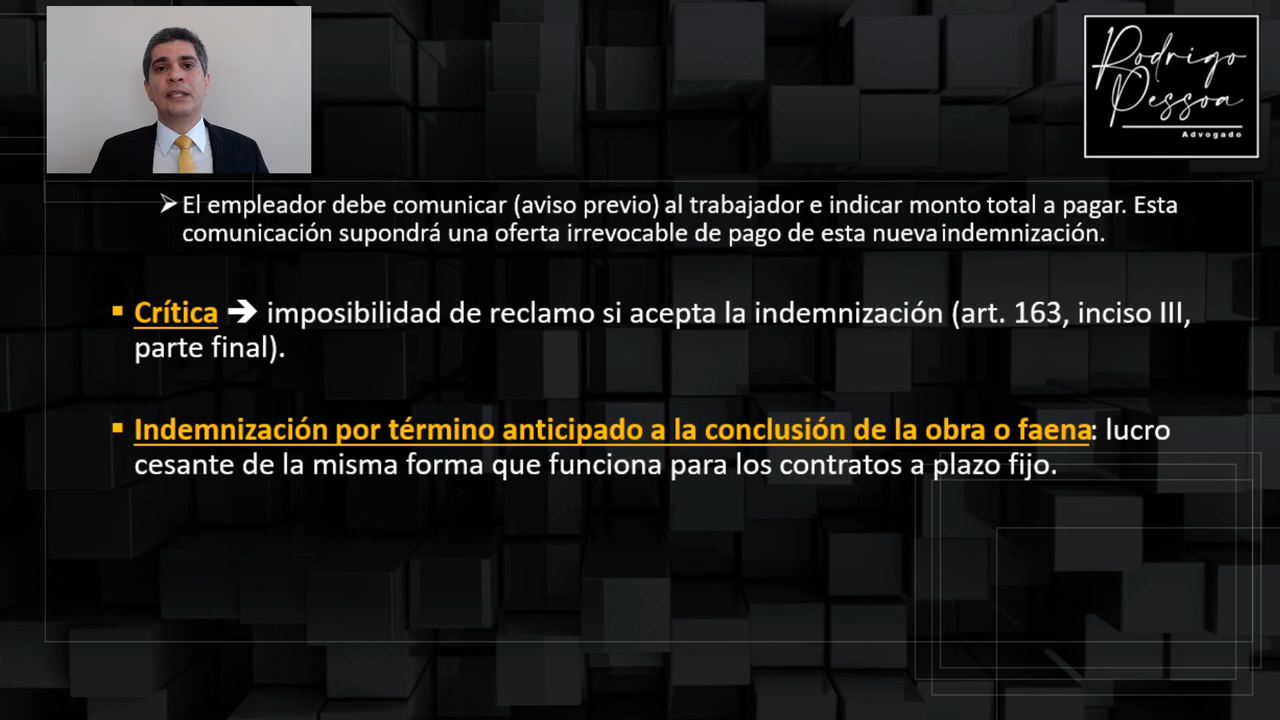 Rodrigo
Pessoa
Advogado
➢ El empleador debe comunicar (aviso previo) al trabajador e indicar monto total a pagar. Esta
comunicación supondrá una oferta irrevocable de pago de esta nueva indemnización.
▪ Crítica ➔ imposibilidad de reclamo si acepta la indemnización (art. 163, inciso III,
parte final).
▪ Indemnización por término anticipado a la conclusión de la obra o faena: lucro
cesante de la misma forma que funciona para los contratos a plazo fijo.